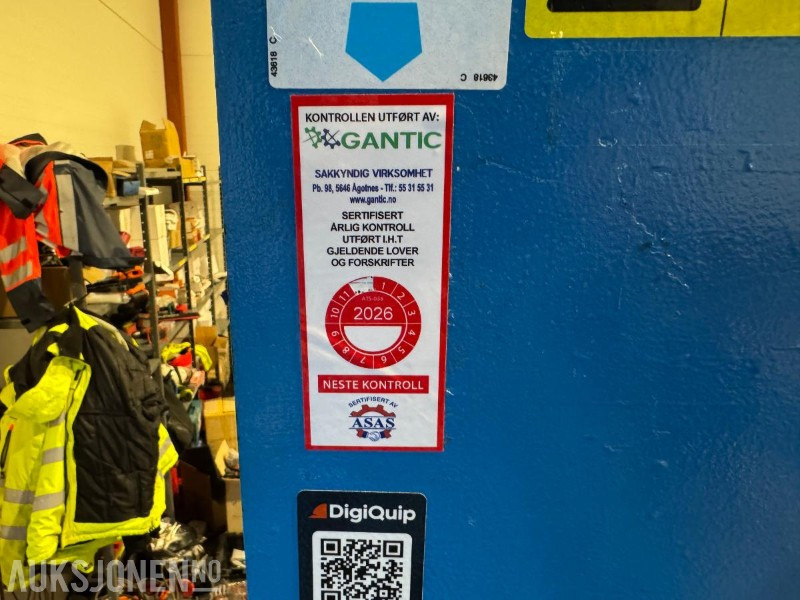 43618 C
43618 C
KONTROLLEN UTFØRT AV:
GANTIC
SAKKYNDIG VIRKSOMHET
Pb. 98, 5646 Ågotnes - Tlf.: 55 31 55 31
www.gantic.no
SERTIFISERT
ÅRLIG KONTROLL
UTFØRT I.H.T
GJELDENDE LOVER
OG FORSKRIFTER
11 1 2 3 4 5 6 7 8 9 10
2026
NESTE KONTROLL
SERTIFISERT AV
ASAS
DigiQuip
AUKSJONEN.NO